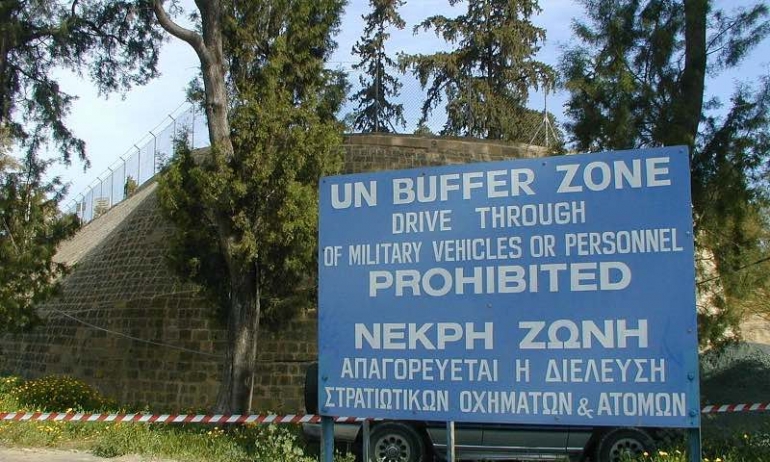 UN BUFFER ZONE
DRIVE THROUGH
OF MILITARY VEHICLES OR PERSONNEL
PROHIBITED
ΝΕΚΡΗ ΖΩΝΗ
ΑΠΑΓΟΡΕΥΕΤΑΙ Η ΔΙΕΛΕΥΣΗ
ΣΤΡΑΤΙΩΤΙΚΩΝ ΟΧΗΜΑΤΩΝ & ΑΤΟΜΩΝ